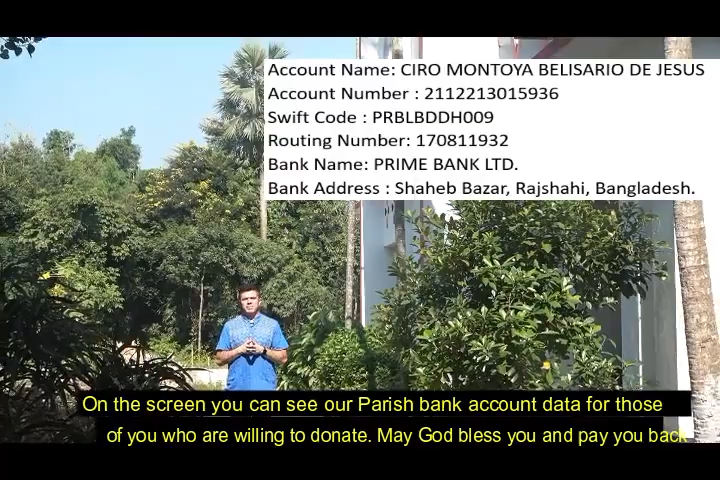 Account Name: CIRO MONTOYA BELISARIO DE JESUS
Account Number : 2112213015936
Swift Code : PRBLBDDH009
Routing Number: 170811932
Bank Name: PRIME BANK LTD.
Bank Address : Shaheb Bazar, Rajshahi, Bangladesh.
On the screen you can see our Parish bank account data for those
of you who are willing to donate. May God bless you and pay you back